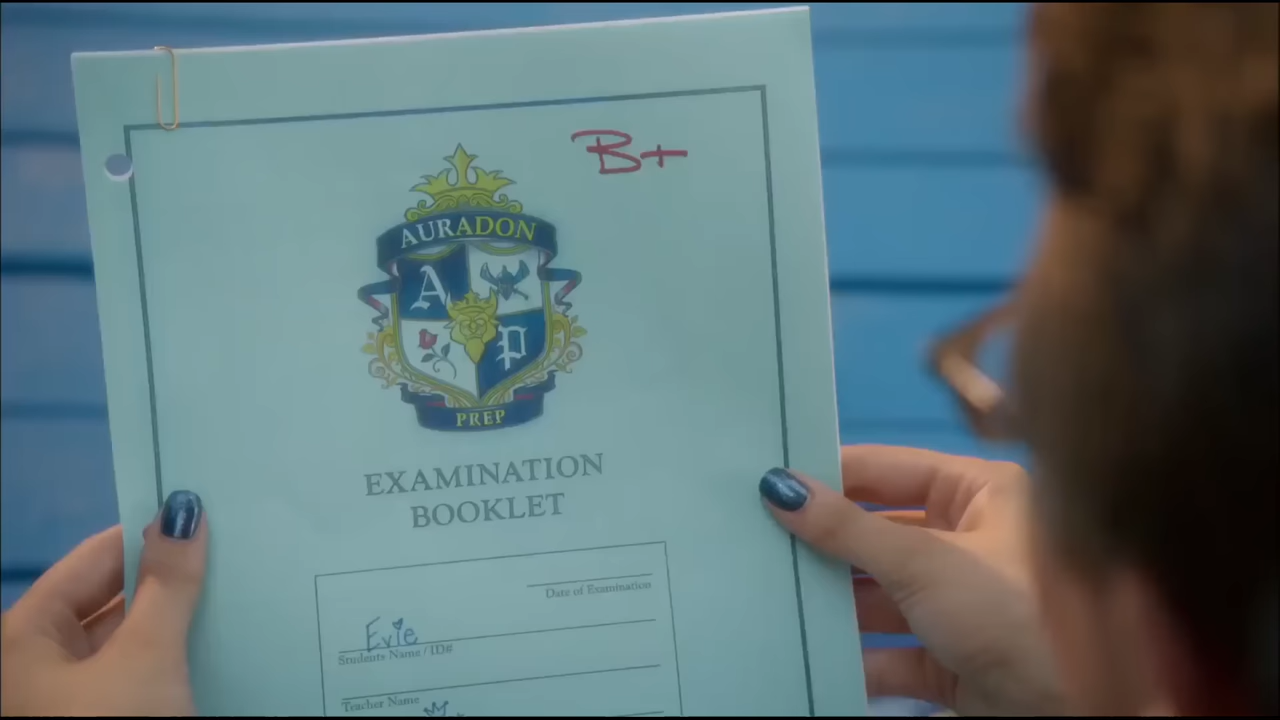 B+
AURADON
A
P
PREP
EXAMINATION
BOOKLET
Date of Examination
Evie
Students Name / ID#
Teacher Name